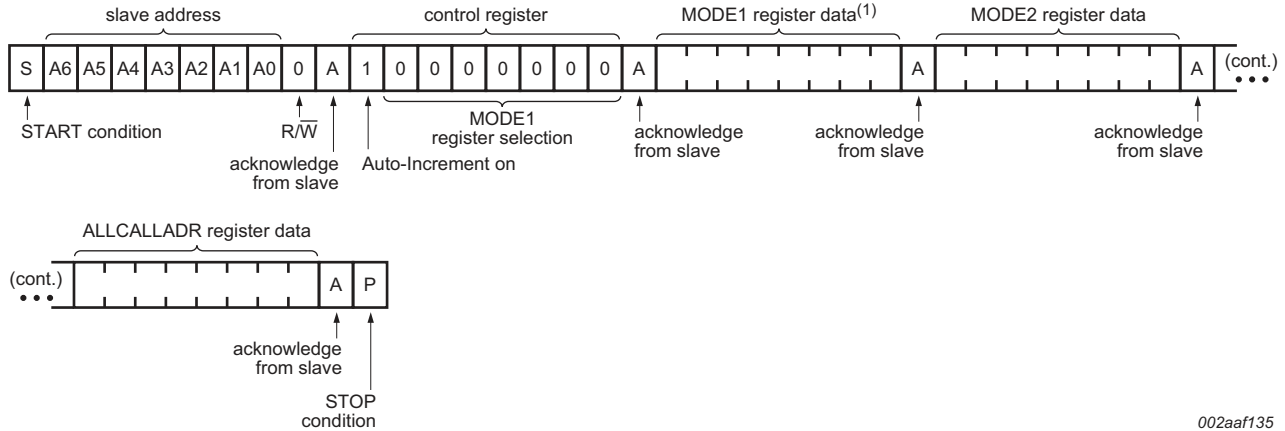 slave address control register MODE1 register data(1) MODE2 register data
S A6 A5 A4 A3 A2 A1 A0 0 A 1 0 0 0 0 0 0 0 A A A (cont.)
START condition R/W̅ MODE1 acknowledge acknowledge acknowledge
register selection from slave from slave from slave
acknowledge Auto-Increment on
from slave
ALLCALLADR register data
(cont.) A P
acknowledge
from slave
STOP
condition
002aaf135